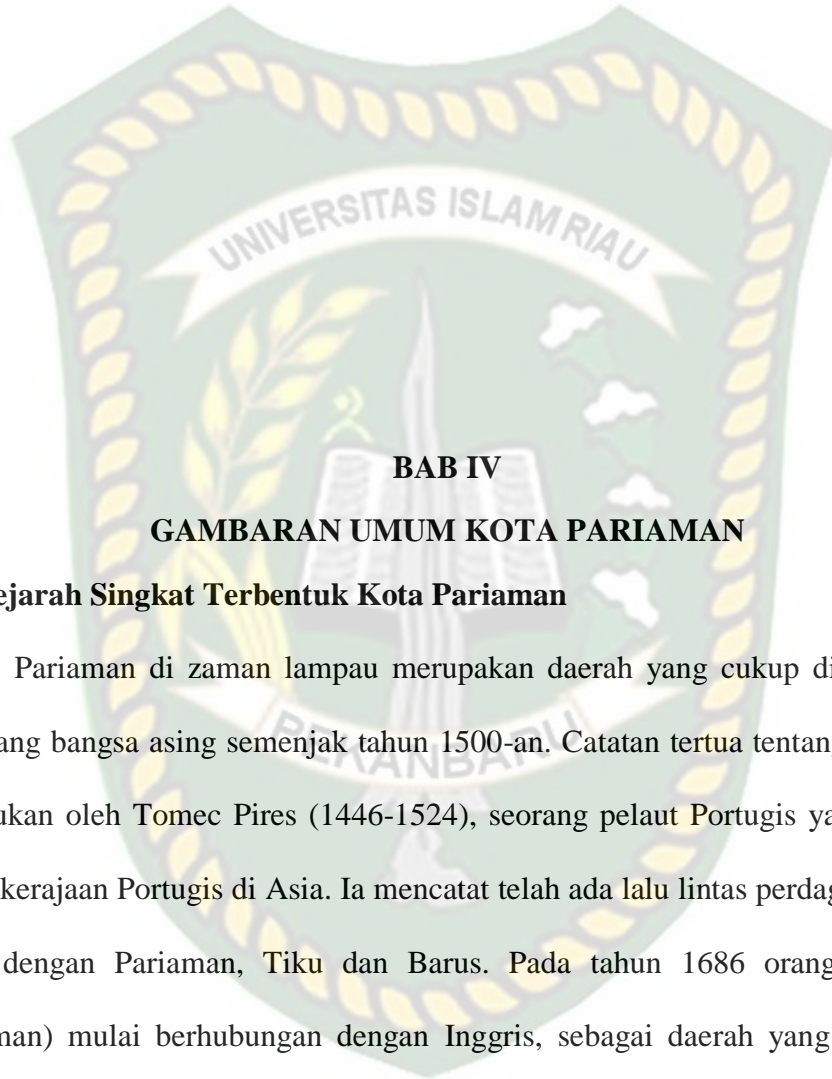 UNIVERSITAS ISLAM RIAU
BAB IV
GAMBARAN UMUM KOTA PARIAMAN
ejarah Singkat Terbentuk Kota Pariaman
Pariaman di zaman lampau merupakan daerah yang cukup di
ang bangsa asing semenjak tahun 1500-an. Catatan tertua tentang
PEKANBARU
ukan oleh Tomec Pires (1446-1524), seorang pelaut Portugis ya
kerajaan Portugis di Asia. Ia mencatat telah ada lalu lintas perdag
dengan Pariaman, Tiku dan Barus. Pada tahun 1686 orang
man) mulai berhubungan dengan Inggris, sebagai daerah yang